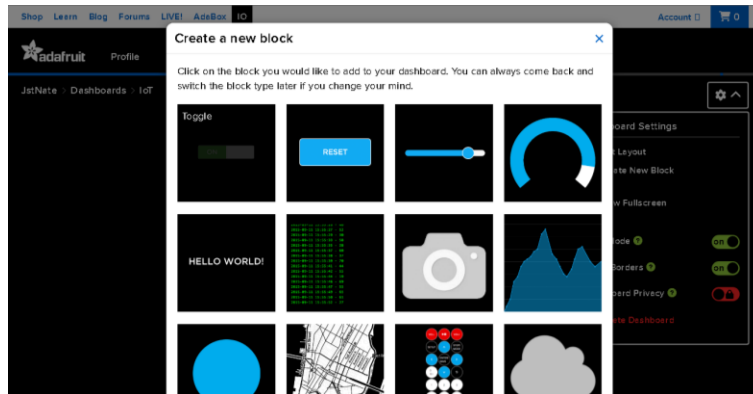 Shop Learn Blog Forums LIVE! AdaBox IO
Account
0
adafruit
Profile
Create a new block
Click on the block you would like to add to your dashboard. You can always come back and
switch the block type later if you change your mind.
JstNate > Dashboards > IoT
Toggle
RESET
HELLO WORLD!
oard Settings
t Layout
ate New Block
w Fullscreen
ode
on
Borders
on
oard Privacy
ete Dashboard